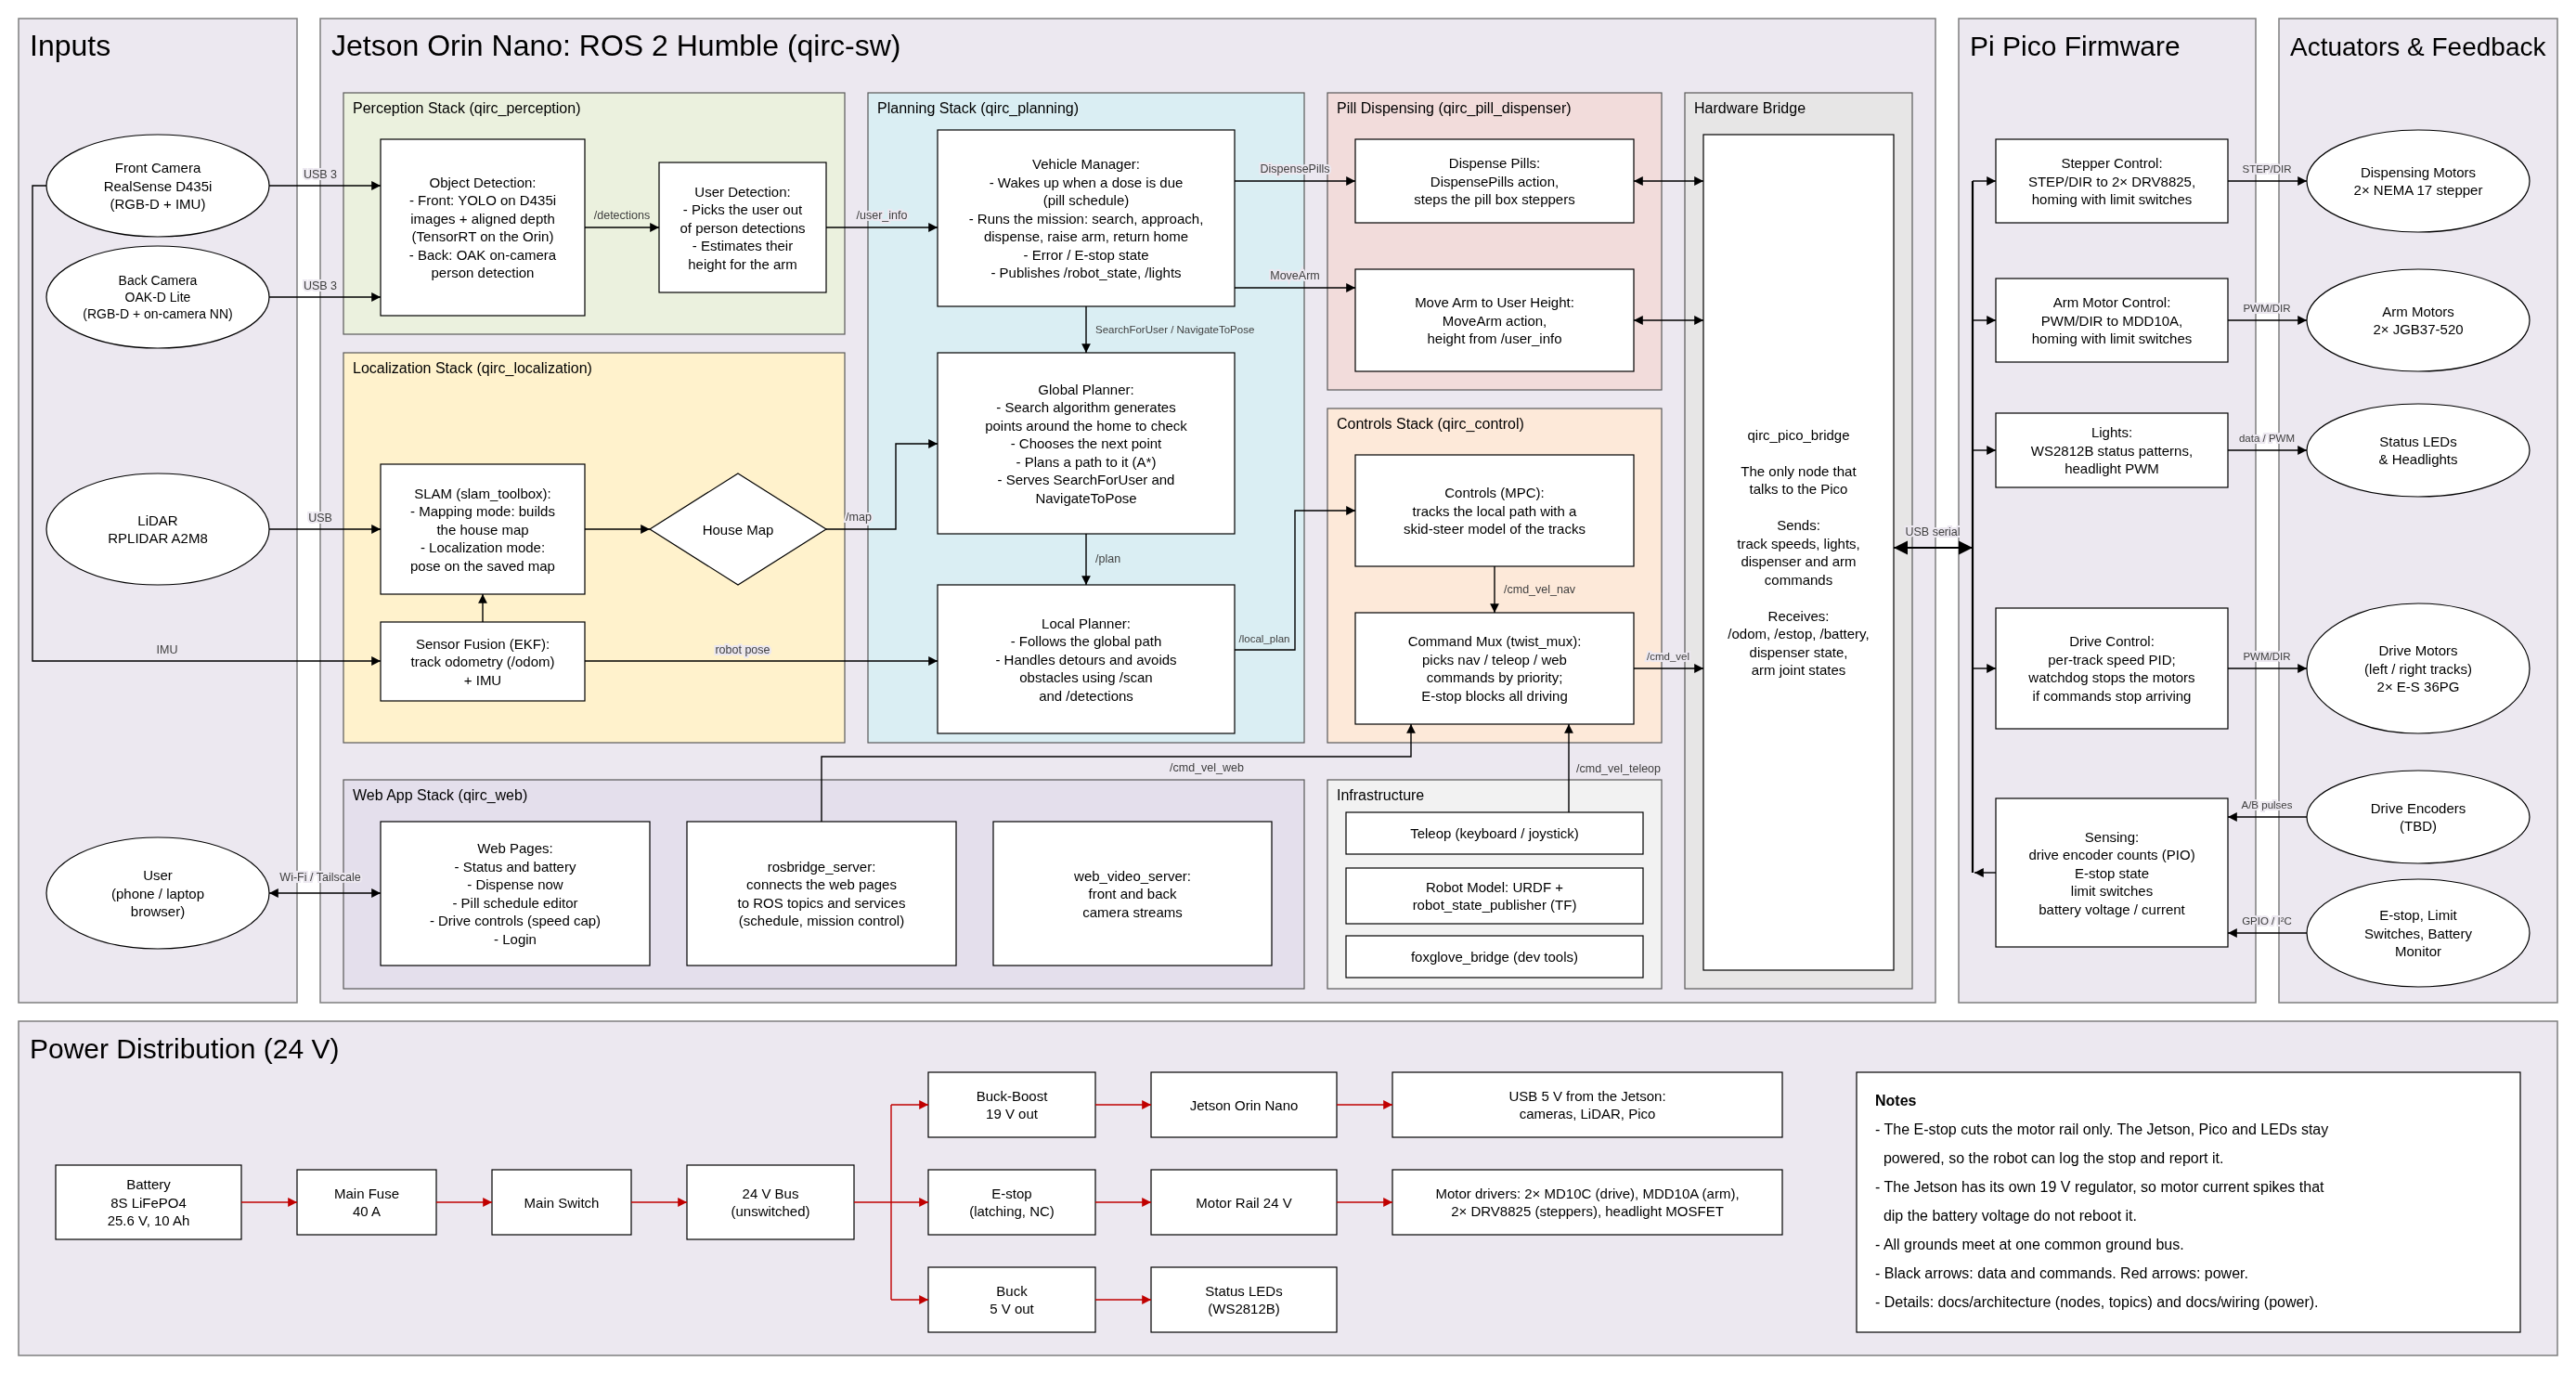 Inputs
Front Camera
RealSense D435i
(RGB-D + IMU)
Back Camera
OAK-D Lite
(RGB-D + on-camera NN)
LiDAR
RPLIDAR A2M8
IMU
User
(phone / laptop
browser)
USB 3
USB 3
USB
Wi-Fi / Tailscale
Jetson Orin Nano: ROS 2 Humble (qirc-sw)
Perception Stack (qirc_perception)
Object Detection:
- Front: YOLO on D435i
images + aligned depth
(TensorRT on the Orin)
- Back: OAK on-camera
person detection
/detections
User Detection:
- Picks the user out
of person detections
- Estimates their
height for the arm
/user_info
Localization Stack (qirc_localization)
SLAM (slam_toolbox):
- Mapping mode: builds
the house map
- Localization mode:
pose on the saved map
House Map
/map
Sensor Fusion (EKF):
track odometry (/odom)
+ IMU
robot pose
Planning Stack (qirc_planning)
Vehicle Manager:
- Wakes up when a dose is due
(pill schedule)
- Runs the mission: search, approach,
dispense, raise arm, return home
- Error / E-stop state
- Publishes /robot_state, /lights
SearchForUser / NavigateToPose
Global Planner:
- Search algorithm generates
points around the home to check
- Chooses the next point
- Plans a path to it (A*)
- Serves SearchForUser and
NavigateToPose
/plan
Local Planner:
- Follows the global path
- Handles detours and avoids
obstacles using /scan
and /detections
/local_plan
DispensePills
MoveArm
Pill Dispensing (qirc_pill_dispenser)
Dispense Pills:
DispensePills action,
steps the pill box steppers
Move Arm to User Height:
MoveArm action,
height from /user_info
Controls Stack (qirc_control)
Controls (MPC):
tracks the local path with a
skid-steer model of the tracks
/cmd_vel_nav
Command Mux (twist_mux):
picks nav / teleop / web
commands by priority;
E-stop blocks all driving
/cmd_vel
/cmd_vel_web
/cmd_vel_teleop
Web App Stack (qirc_web)
Web Pages:
- Status and battery
- Dispense now
- Pill schedule editor
- Drive controls (speed cap)
- Login
rosbridge_server:
connects the web pages
to ROS topics and services
(schedule, mission control)
web_video_server:
front and back
camera streams
Infrastructure
Teleop (keyboard / joystick)
Robot Model: URDF +
robot_state_publisher (TF)
foxglove_bridge (dev tools)
Hardware Bridge
qirc_pico_bridge
The only node that
talks to the Pico
Sends:
track speeds, lights,
dispenser and arm
commands
Receives:
/odom, /estop, /battery,
dispenser state,
arm joint states
USB serial
Pi Pico Firmware
Stepper Control:
STEP/DIR to 2× DRV8825,
homing with limit switches
Arm Motor Control:
PWM/DIR to MDD10A,
homing with limit switches
Lights:
WS2812B status patterns,
headlight PWM
Drive Control:
per-track speed PID;
watchdog stops the motors
if commands stop arriving
Sensing:
drive encoder counts (PIO)
E-stop state
limit switches
battery voltage / current
STEP/DIR
PWM/DIR
data / PWM
PWM/DIR
A/B pulses
GPIO / I²C
Actuators & Feedback
Dispensing Motors
2× NEMA 17 stepper
Arm Motors
2× JGB37-520
Status LEDs
& Headlights
Drive Motors
(left / right tracks)
2× E-S 36PG
Drive Encoders
(TBD)
E-stop, Limit
Switches, Battery
Monitor
Power Distribution (24 V)
Battery
8S LiFePO4
25.6 V, 10 Ah
Main Fuse
40 A
Main Switch
24 V Bus
(unswitched)
Buck-Boost
19 V out
Jetson Orin Nano
USB 5 V from the Jetson:
cameras, LiDAR, Pico
E-stop
(latching, NC)
Motor Rail 24 V
Motor drivers: 2× MD10C (drive), MDD10A (arm),
2× DRV8825 (steppers), headlight MOSFET
Buck
5 V out
Status LEDs
(WS2812B)
Notes
- The E-stop cuts the motor rail only. The Jetson, Pico and LEDs stay
powered, so the robot can log the stop and report it.
- The Jetson has its own 19 V regulator, so motor current spikes that
dip the battery voltage do not reboot it.
- All grounds meet at one common ground bus.
- Black arrows: data and commands. Red arrows: power.
- Details: docs/architecture (nodes, topics) and docs/wiring (power).